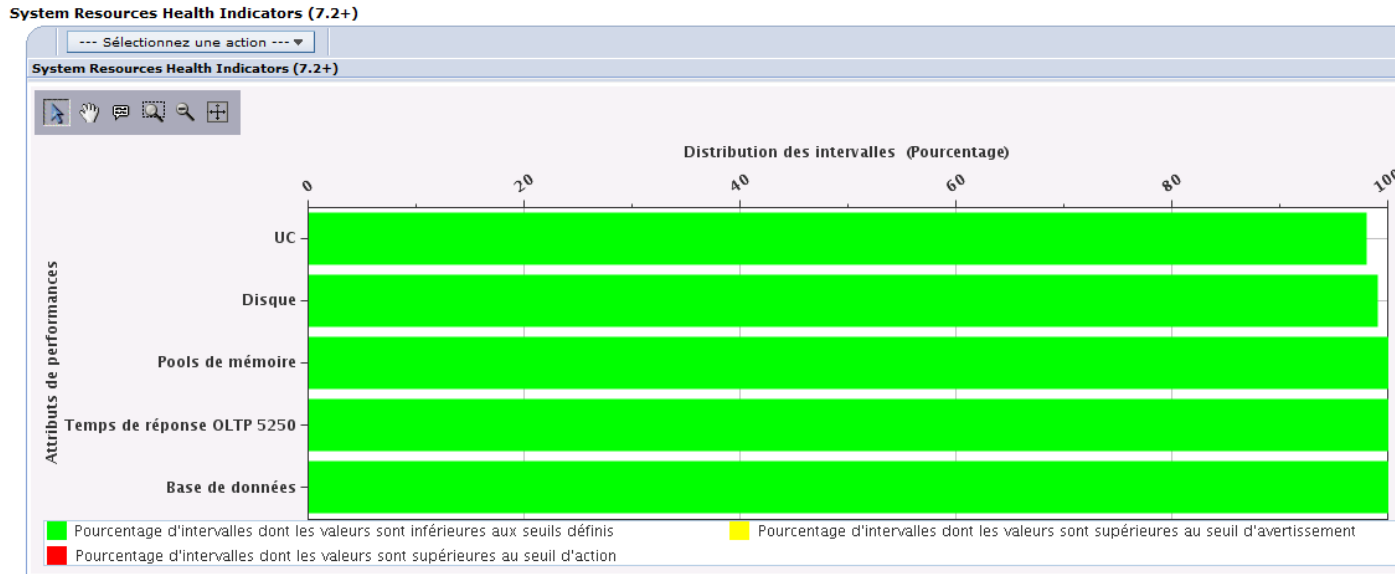 System Resources Health Indicators (7.2+)
--- Sélectionnez une action ---
System Resources Health Indicators (7.2+)
Distribution des intervalles (Pourcentage)
0 20 40 60 80 100
Attributs de performances
UC
Disque
Pools de mémoire
Temps de réponse OLTP 5250
Base de données
Pourcentage d'intervalles dont les valeurs sont inférieures aux seuils définis
Pourcentage d'intervalles dont les valeurs sont supérieures au seuil d'avertissement
Pourcentage d'intervalles dont les valeurs sont supérieures au seuil d'action